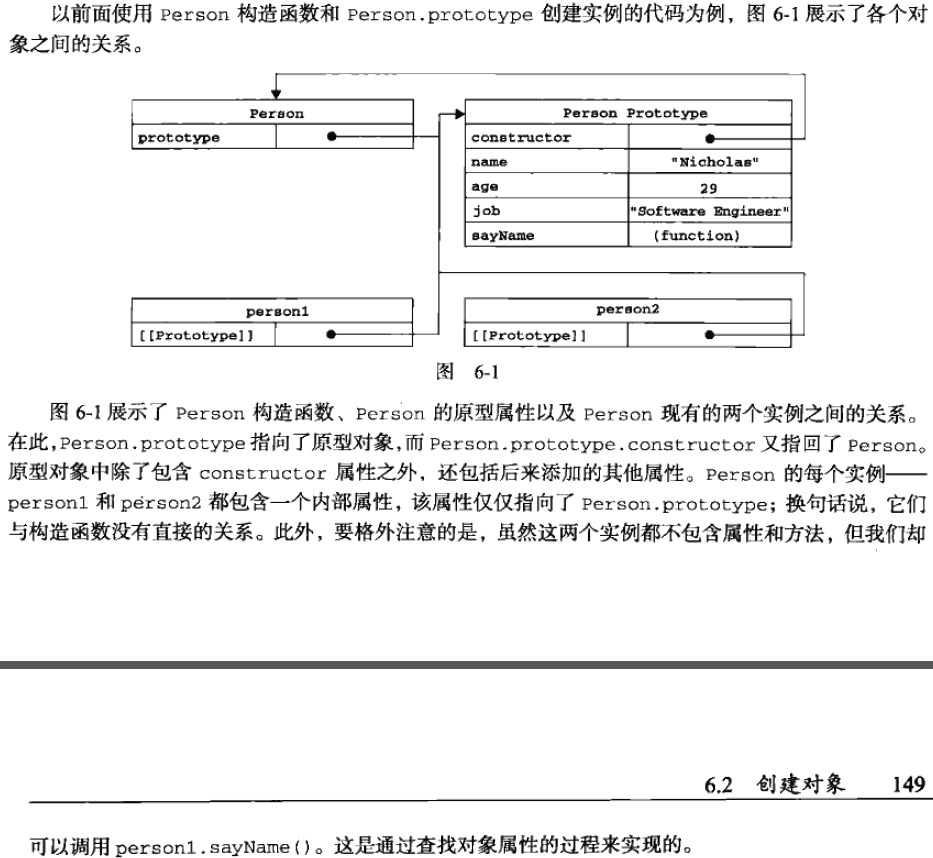 以前面使用 Person 构造函数和 Person.prototype 创建实例的代码为例，图 6-1 展示了各个对
象之间的关系。
Person
prototype
Person Prototype
constructor
name "Nicholas"
age 29
job "Software Engineer"
sayName (function)
person1
[[Prototype]]
person2
[[Prototype]]
图 6-1
图 6-1 展示了 Person 构造函数、Person 的原型属性以及 Person 现有的两个实例之间的关系。
在此，Person.prototype 指向了原型对象，而 Person.prototype.constructor 又指回了 Person。
原型对象中除了包含 constructor 属性之外，还包括后来添加的其他属性。Person 的每个实例——
person1 和 person2 都包含一个内部属性，该属性仅仅指向了 Person.prototype；换句话说，它们
与构造函数没有直接的关系。此外，要格外注意的是，虽然这两个实例都不包含属性和方法，但我们却
6.2 创建对象 149
可以调用 person1.sayName()。这是通过查找对象属性的过程来实现的。